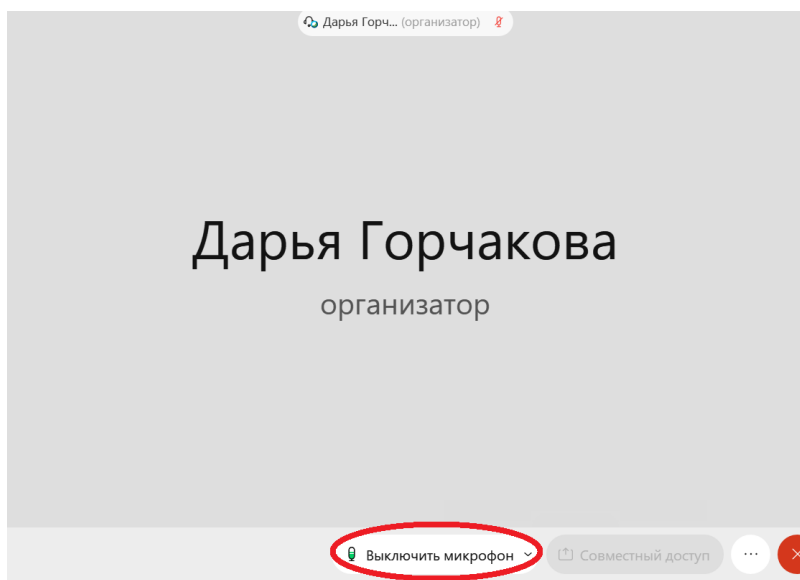 Дарья Горч... (организатор)
Дарья Горчакова
организатор
Выключить микрофон
Совместный доступ